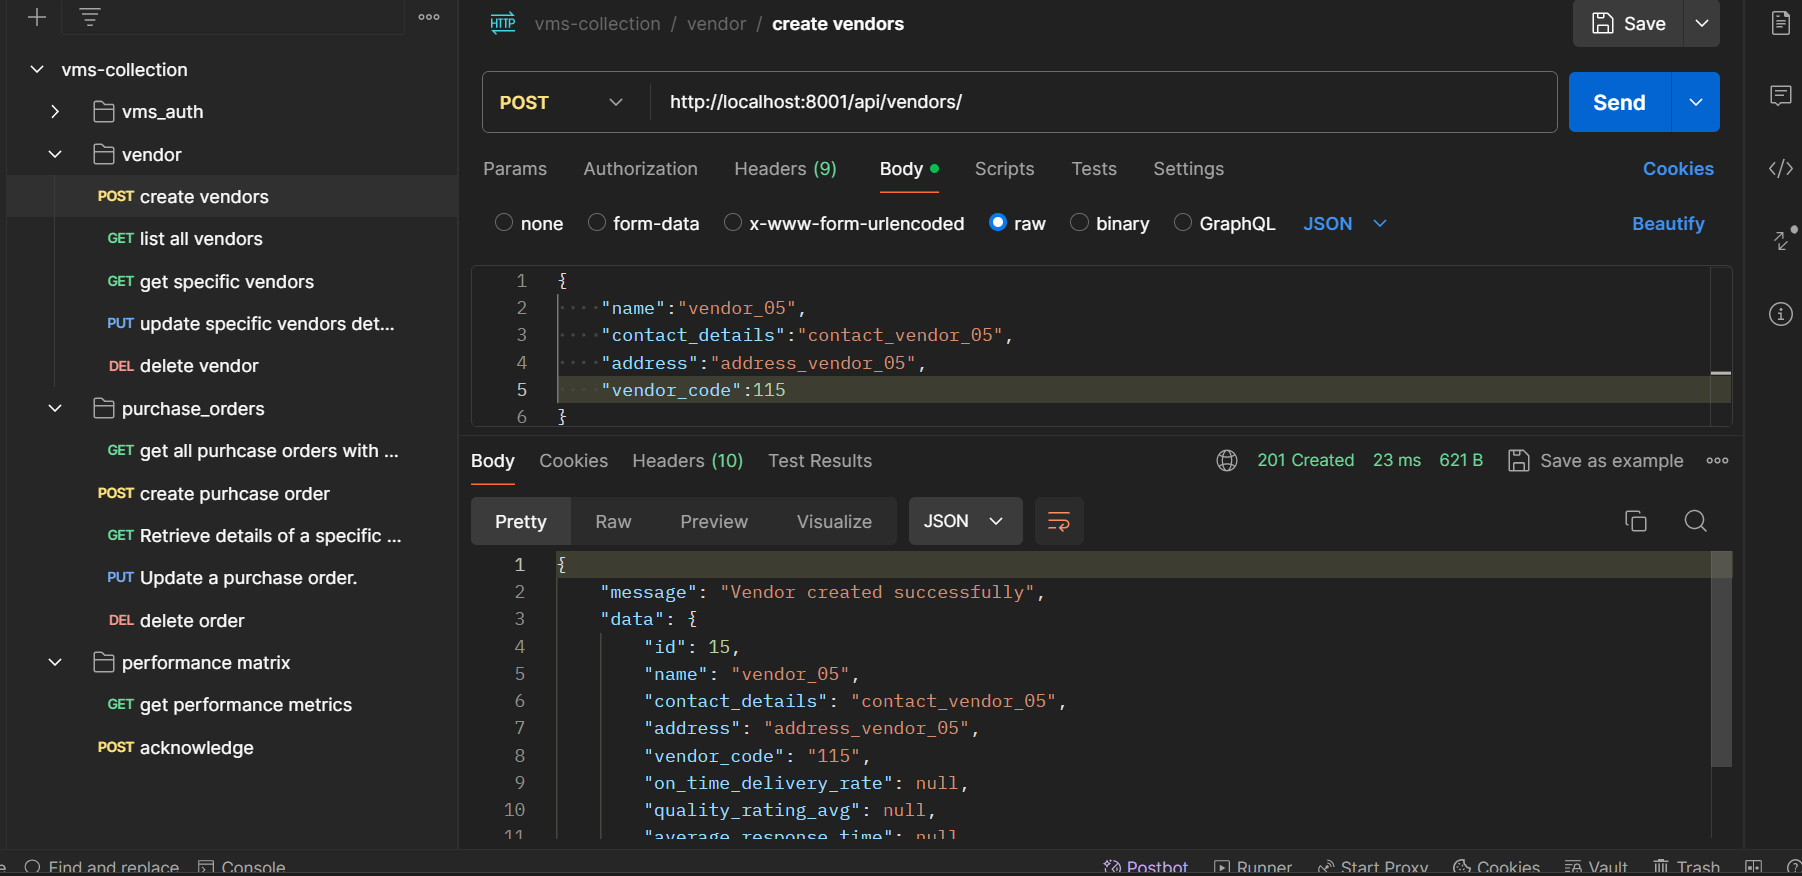 vms-collection
vms_auth
vendor
POST create vendors
GET list all vendors
GET get specific vendors
PUT update specific vendors det...
DEL delete vendor
purchase_orders
GET get all purhcase orders with ...
POST create purhcase order
GET Retrieve details of a specific ...
PUT Update a purchase order.
DEL delete order
performance matrix
GET get performance metrics
POST acknowledge
HTTP vms-collection / vendor / create vendors
Save
POST http://localhost:8001/api/vendors/
Send
Params Authorization Headers (9) Body Scripts Tests Settings Cookies
none form-data x-www-form-urlencoded raw binary GraphQL JSON Beautify
1 {
2 "name":"vendor_05",
3 "contact_details":"contact_vendor_05",
4 "address":"address_vendor_05",
5 "vendor_code":115
6 }
Body Cookies Headers (10) Test Results 201 Created 23 ms 621 B Save as example
Pretty Raw Preview Visualize JSON
1 {
2 "message": "Vendor created successfully",
3 "data": {
4 "id": 15,
5 "name": "vendor_05",
6 "contact_details": "contact_vendor_05",
7 "address": "address_vendor_05",
8 "vendor_code": "115",
9 "on_time_delivery_rate": null,
10 "quality_rating_avg": null,
11 "average_response_time": null
Find and replace Console Postbot Runner Start Proxy Cookies Vault Trash